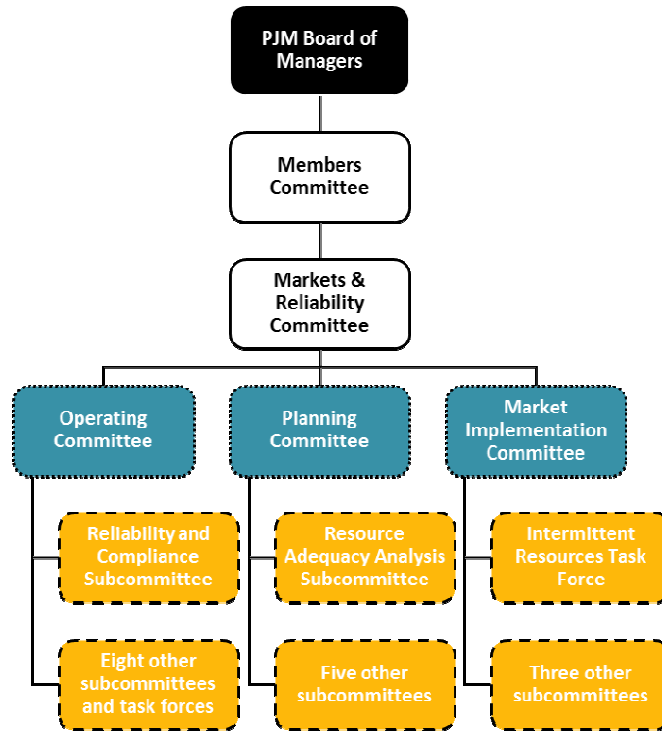 PJM Board of
Managers
Members
Committee
Markets &
Reliability
Committee
Operating
Committee
Planning
Committee
Market
Implementation
Committee
Reliability and
Compliance
Subcommittee
Resource
Adequacy Analysis
Subcommittee
Intermittent
Resources Task
Force
Eight other
subcommittees
and task forces
Five other
subcommittees
Three other
subcommittees